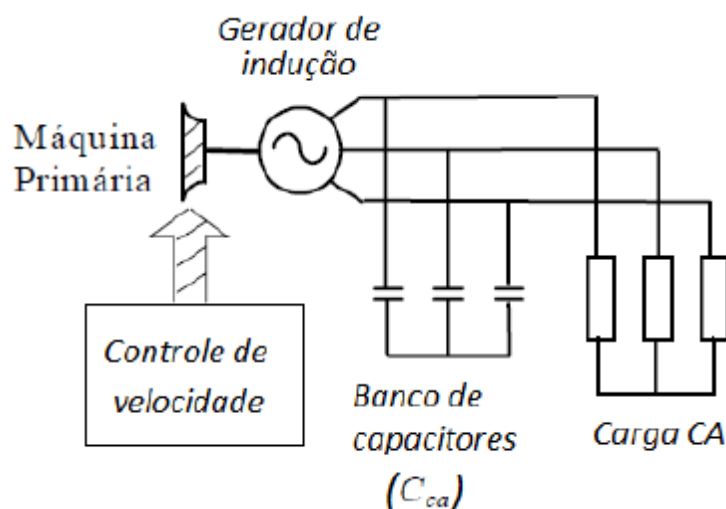 Gerador de
indução
Máquina
Primária
Controle de
velocidade
Banco de
capacitores
(Cca)
Carga CA